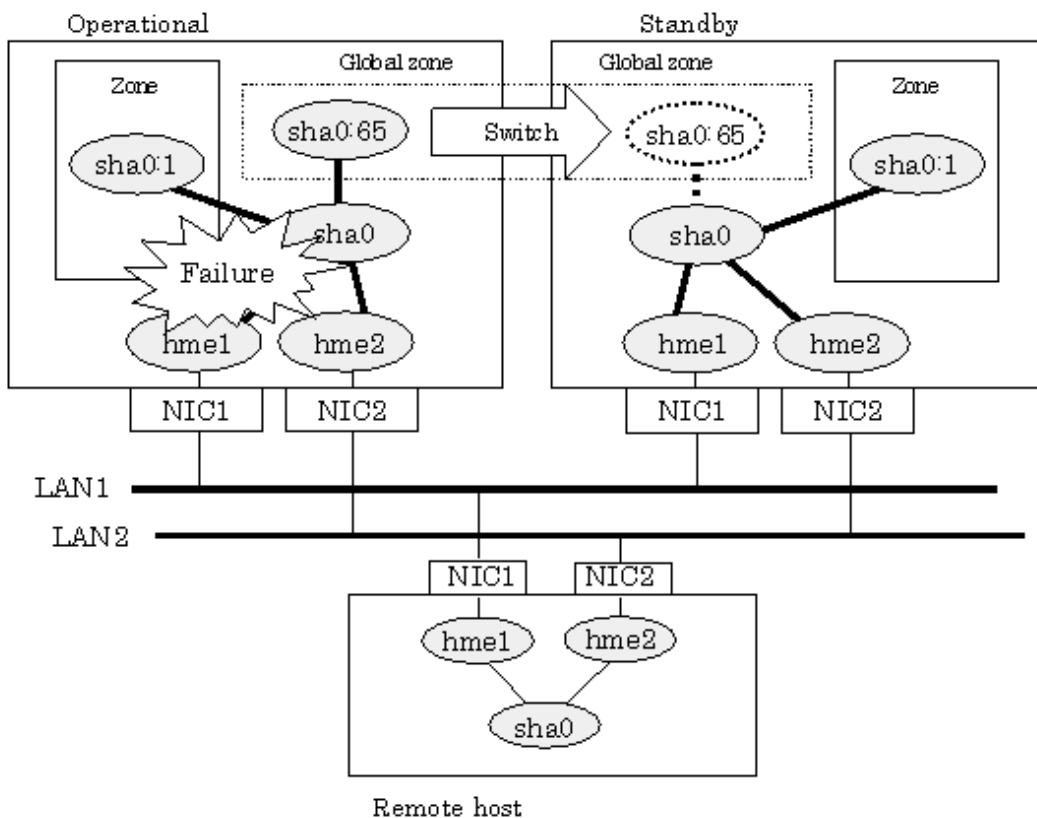 Operational
Standby
Global zone
Global zone
Zone
Zone
sha0:65
Switch
sha0:65
sha0:1
sha0:1
sha0
sha0
Failure
hme1
hme2
hme1
hme2
NIC1
NIC2
NIC1
NIC2
LAN1
LAN2
NIC1
NIC2
hme1
hme2
sha0
Remote host